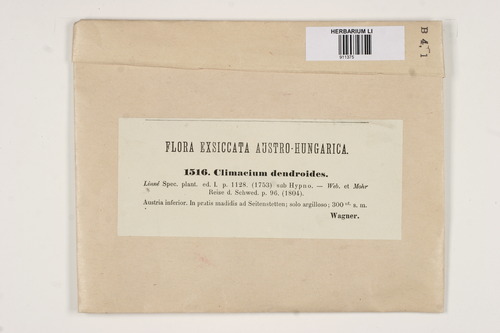 HERBARIUM LI
911075
B 4, 1
FLORA EXSICCATA AUSTRO-HUNGARICA.
1516. Climacium dendroides.
Linné Spec. plant. ed. I. p. 1128. (1753) sub Hypno. — Web. et Mohr
Reise d. Schwed. p. 96. (1804).
Austria inferior. In pratis madidis ad Seitenstetten; solo argilloso; 300 m. s. m.
Wagner.